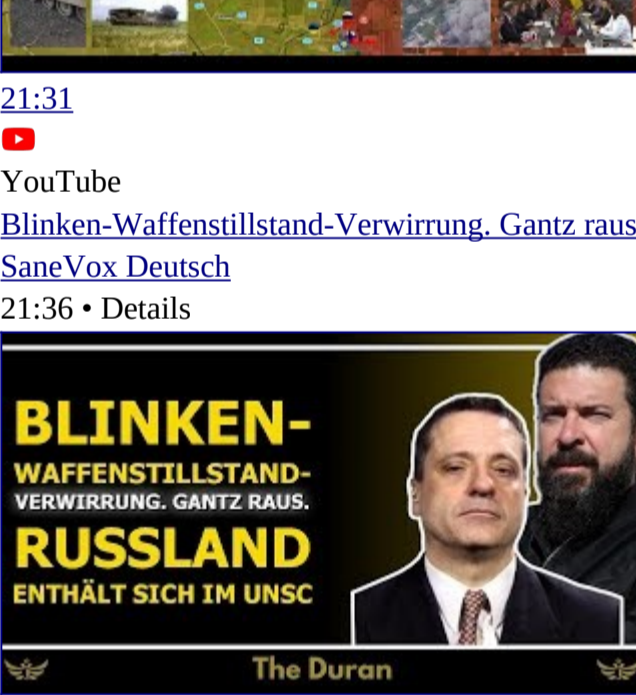 21:31
YouTube
Blinken-Waffenstillstand-Verwirrung. Gantz raus
SaneVox Deutsch
21:36 • Details
BLINKEN-
WAFFENSTILLSTAND-
VERWIRRUNG. GANTZ RAUS.
RUSSLAND
ENTHÄLT SICH IM UNSC
The Duran